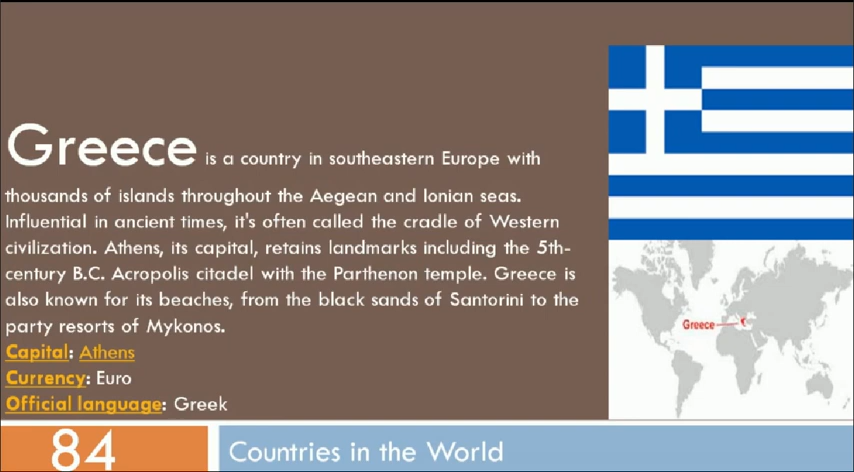 Greece is a country in southeastern Europe with
thousands of islands throughout the Aegean and Ionian seas.
Influential in ancient times, it's often called the cradle of Western
civilization. Athens, its capital, retains landmarks including the 5th-
century B.C. Acropolis citadel with the Parthenon temple. Greece is
also known for its beaches, from the black sands of Santorini to the
party resorts of Mykonos.
Capital: Athens
Currency: Euro
Official language: Greek
Greece
84
Countries in the World